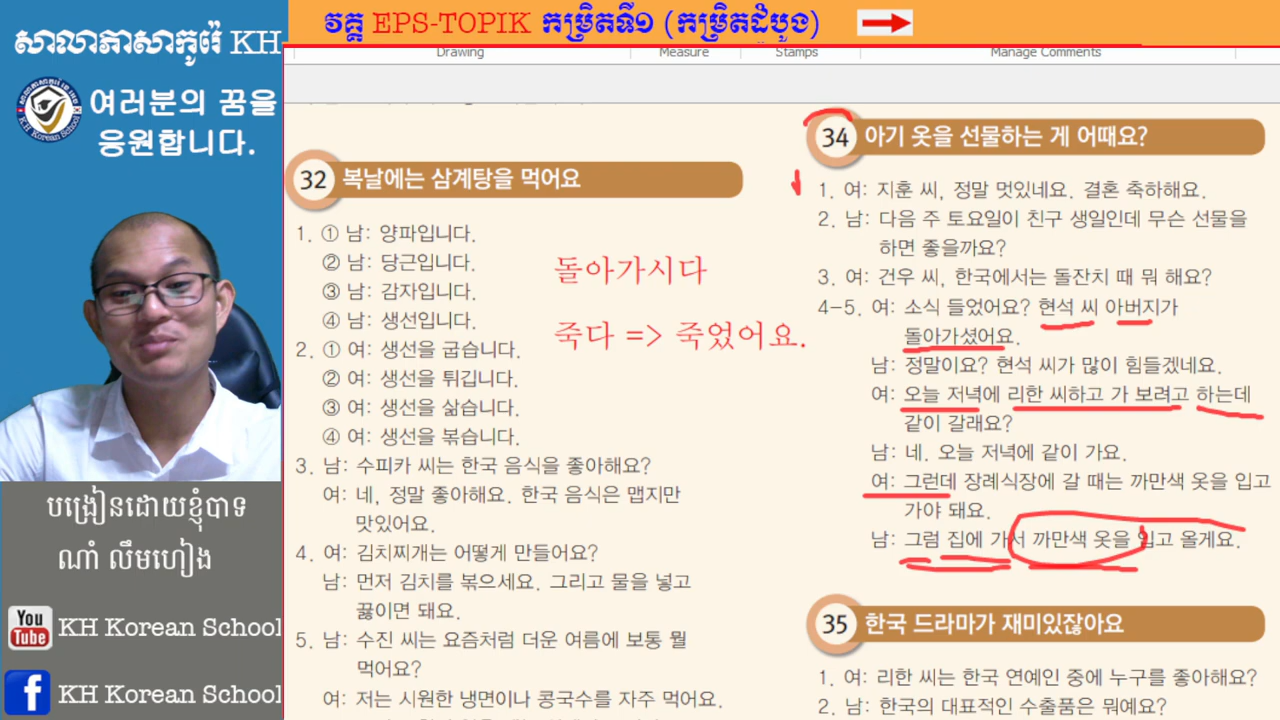 សាលាភាសាកូរ៉េ KH
여러분의 꿈을
응원합니다.
KH Korean School
បង្រៀនដោយខ្ញុំបាទ
ណាំ លឹមហៀង
You Tube KH Korean School
f KH Korean School
វគ្គ EPS-TOPIK កម្រិតទី១ (កម្រិតដំបូង)
Drawing Measure Stamps Manage Comments
32 복날에는 삼계탕을 먹어요
1. ① 남: 양파입니다.
② 남: 당근입니다.
③ 남: 감자입니다.
④ 남: 생선입니다.
2. ① 여: 생선을 굽습니다.
② 여: 생선을 튀깁니다.
③ 여: 생선을 삶습니다.
④ 여: 생선을 볶습니다.
3. 남: 수피카 씨는 한국 음식을 좋아해요?
여: 네, 정말 좋아해요. 한국 음식은 맵지만
맛있어요.
4. 여: 김치찌개는 어떻게 만들어요?
남: 먼저 김치를 볶으세요. 그리고 물을 넣고
끓이면 돼요.
5. 남: 수진 씨는 요즘처럼 더운 여름에 보통 뭘
먹어요?
여: 저는 시원한 냉면이나 콩국수를 자주 먹어요.
돌아가시다
죽다 => 죽었어요.
34 아기 옷을 선물하는 게 어때요?
1. 여: 지훈 씨, 정말 멋있네요. 결혼 축하해요.
2. 남: 다음 주 토요일이 친구 생일인데 무슨 선물을
하면 좋을까요?
3. 여: 건우 씨, 한국에서는 돌잔치 때 뭐 해요?
4-5. 여: 소식 들었어요? 현석 씨 아버지가
돌아가셨어요.
남: 정말이요? 현석 씨가 많이 힘들겠네요.
여: 오늘 저녁에 리한 씨하고 가 보려고 하는데
같이 갈래요?
남: 네. 오늘 저녁에 같이 가요.
여: 그런데 장례식장에 갈 때는 까만색 옷을 입고
가야 돼요.
남: 그럼 집에 가서 까만색 옷을 입고 올게요.
35 한국 드라마가 재미있잖아요
1. 여: 리한 씨는 한국 연예인 중에 누구를 좋아해요?
2. 남: 한국의 대표적인 수출품은 뭐예요?